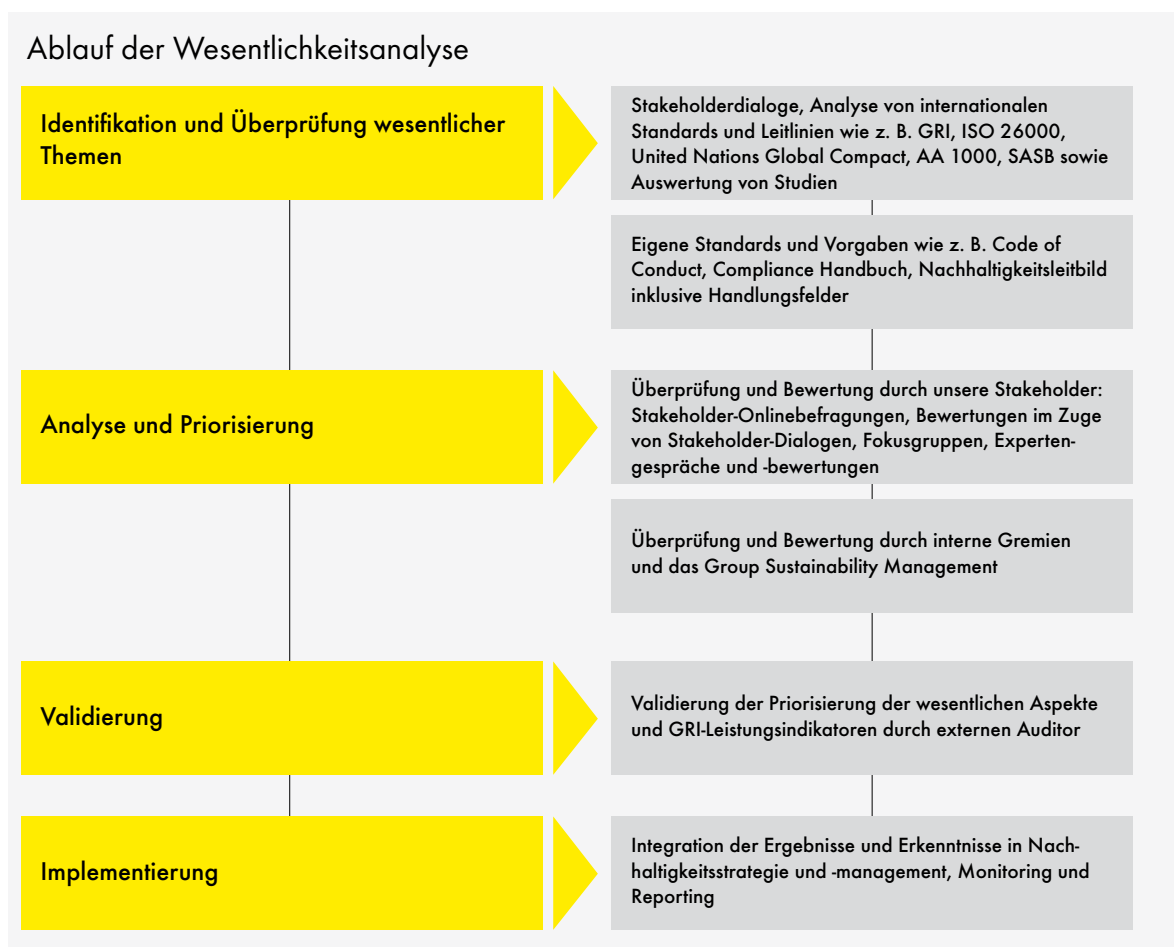 Ablauf der Wesentlichkeitsanalyse
Identifikation und Überprüfung wesentlicher
Themen
Stakeholderdialoge, Analyse von internationalen
Standards und Leitlinien wie z. B. GRI, ISO 26000,
United Nations Global Compact, AA 1000, SASB sowie
Auswertung von Studien
Eigene Standards und Vorgaben wie z. B. Code of
Conduct, Compliance Handbuch, Nachhaltigkeitsleitbild
inklusive Handlungsfelder
Analyse und Priorisierung
Überprüfung und Bewertung durch unsere Stakeholder:
Stakeholder-Onlinebefragungen, Bewertungen im Zuge
von Stakeholder-Dialogen, Fokusgruppen, Experten-
gespräche und -bewertungen
Überprüfung und Bewertung durch interne Gremien
und das Group Sustainability Management
Validierung
Validierung der Priorisierung der wesentlichen Aspekte
und GRI-Leistungsindikatoren durch externen Auditor
Implementierung
Integration der Ergebnisse und Erkenntnisse in Nach-
haltigkeitsstrategie und -management, Monitoring und
Reporting